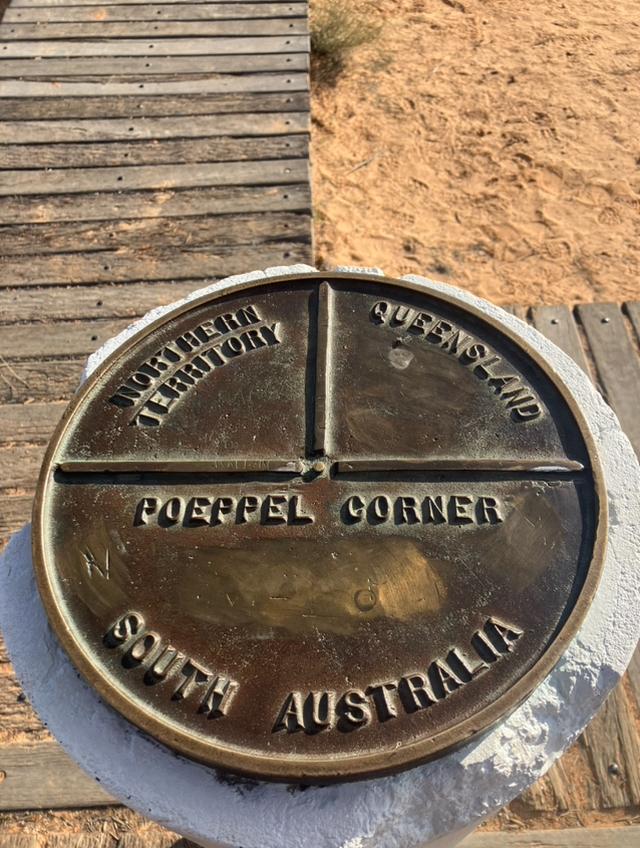 NORTHERN
TERRITORY
QUEENSLAND
POEPPEL CORNER
SOUTH AUSTRALIA